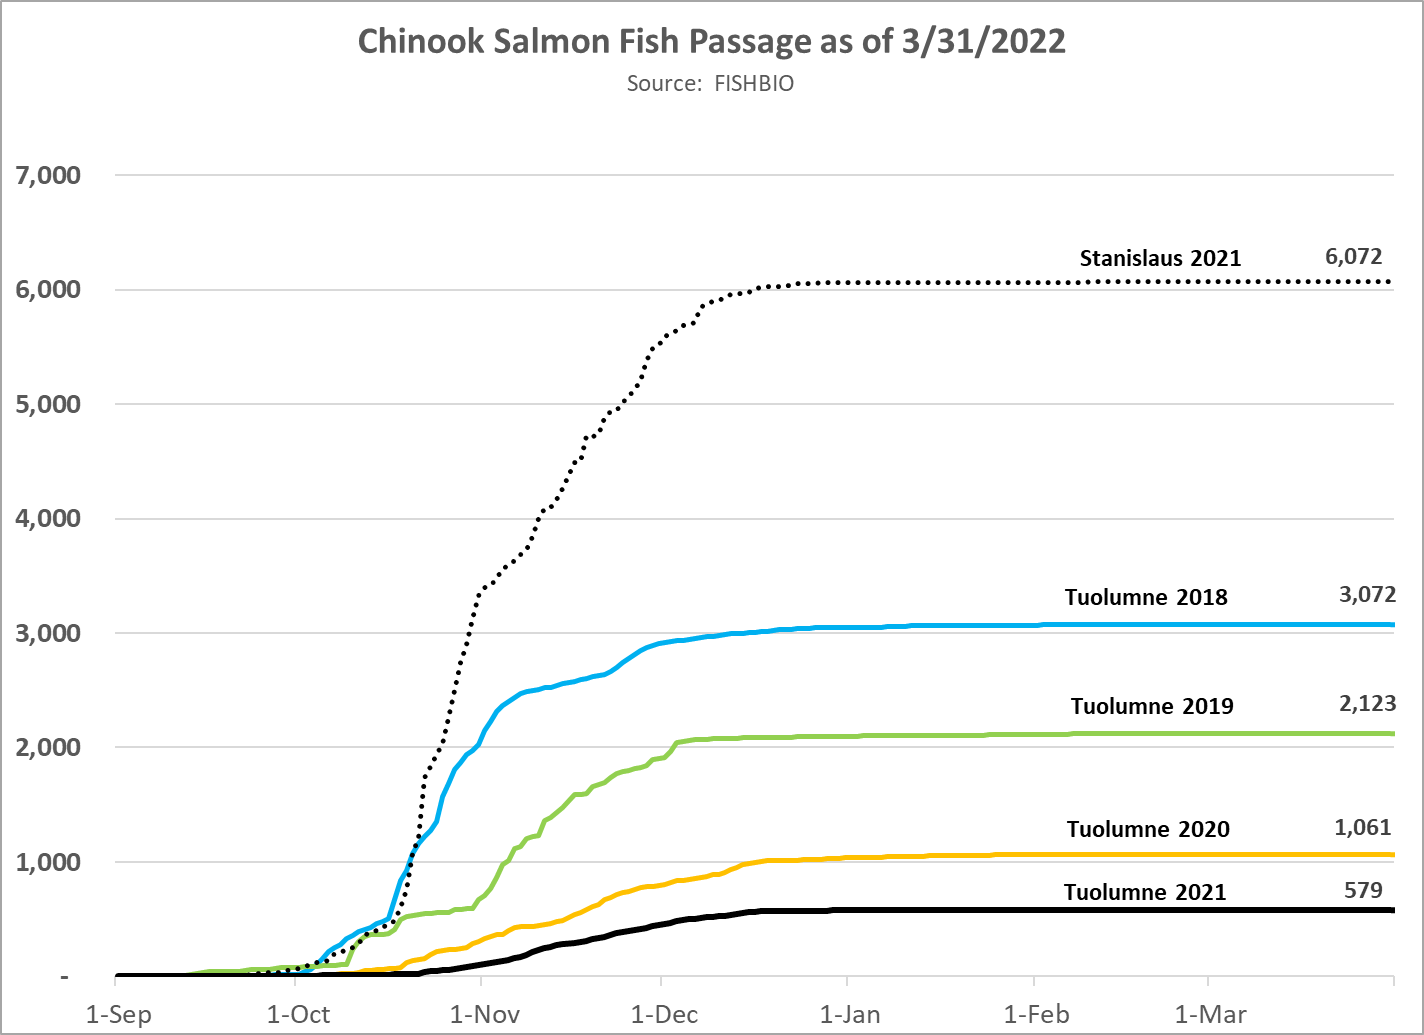 Chinook Salmon Fish Passage as of 3/31/2022
Source:  FISHBIO
7,000
Stanislaus 2021 6,072
6,000
5,000
4,000
Tuolumne 2018 3,072
3,000
Tuolumne 2019 2,123
2,000
Tuolumne 2020 1,061
1,000
Tuolumne 2021 579
-
1-Sep 1-Oct 1-Nov 1-Dec 1-Jan 1-Feb 1-Mar